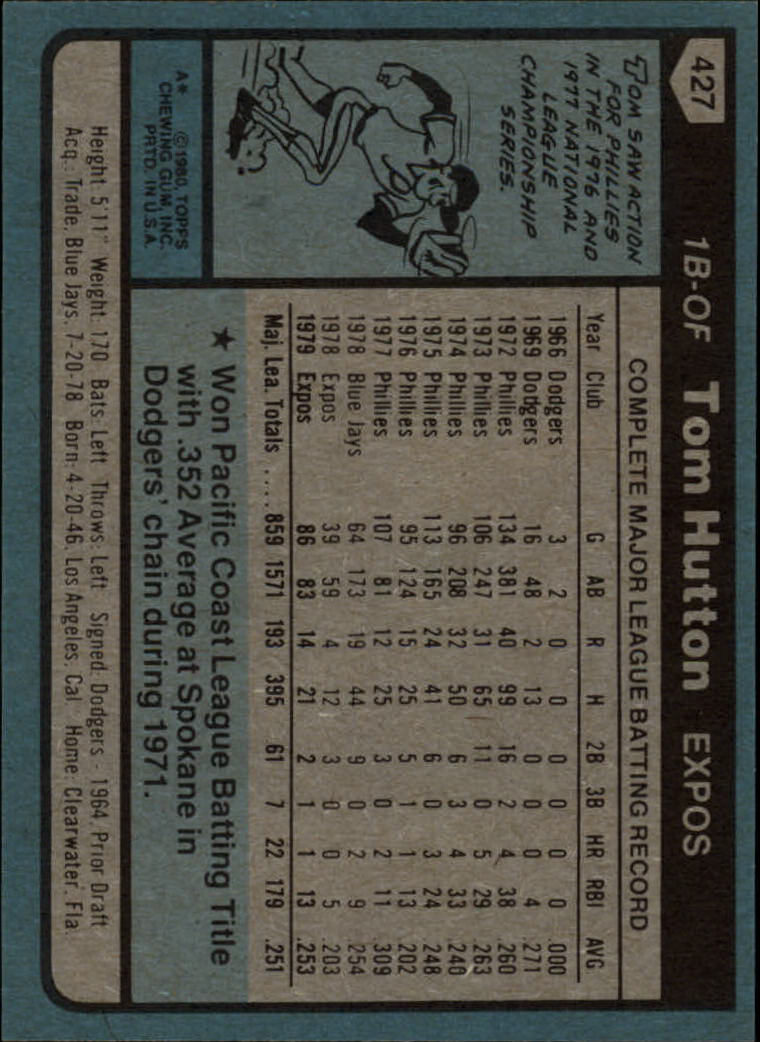 427
1B-OF Tom Hutton EXPOS
TOM SAW ACTION
FOR PHILLIES
IN THE 1976 AND
1977 NATIONAL
LEAGUE
CHAMPIONSHIP
SERIES.
A* ©1980, TOPPS
CHEWING GUM, INC.
PRTD. IN U.S.A.
COMPLETE MAJOR LEAGUE BATTING RECORD
Year Club G AB R H 2B 3B HR RBI AVG
1966 Dodgers 3 2 0 0 0 0 0 0 .000
1969 Dodgers 16 48 2 13 0 0 0 4 .271
1972 Phillies 134 381 40 99 16 2 4 38 .260
1973 Phillies 106 247 31 65 11 0 5 29 .263
1974 Phillies 96 208 32 50 6 3 4 33 .240
1975 Phillies 113 165 24 41 6 0 3 24 .248
1976 Phillies 95 124 15 25 5 1 1 13 .202
1977 Phillies 107 81 12 25 3 0 2 11 .309
1978 Blue Jays 64 173 19 44 9 0 2 9 .254
1978 Expos 39 59 4 12 3 0 0 5 .203
1979 Expos 86 83 14 21 2 1 1 13 .253
Maj. Lea. Totals .... 859 1571 193 395 61 7 22 179 .251
★ Won Pacific Coast League Batting Title
with .352 Average at Spokane in
Dodgers' chain during 1971.
Height: 5'11" Weight: 170 Bats: Left Throws: Left Signed: Dodgers - 1964, Prior Draft
Acq.: Trade, Blue Jays, 7-20-78 Born: 4-20-46, Los Angeles, Cal Home: Clearwater, Fla